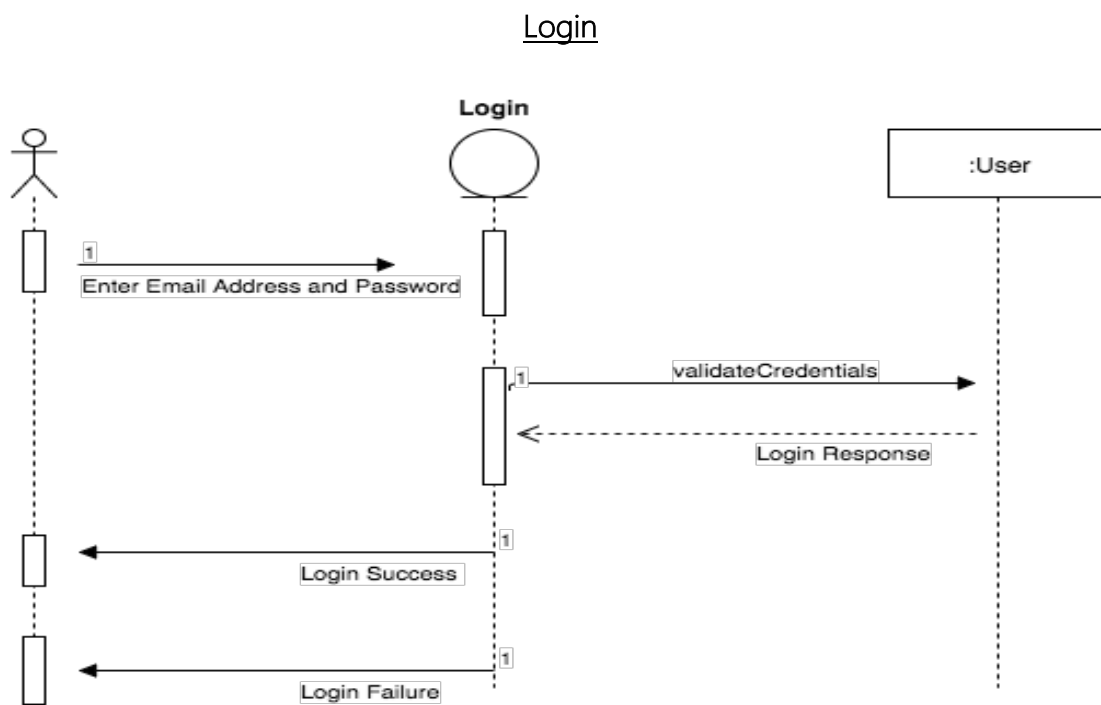 Login
Login
:User
1
Enter Email Address and Password
1
validateCredentials
Login Response
1
Login Success
1
Login Failure